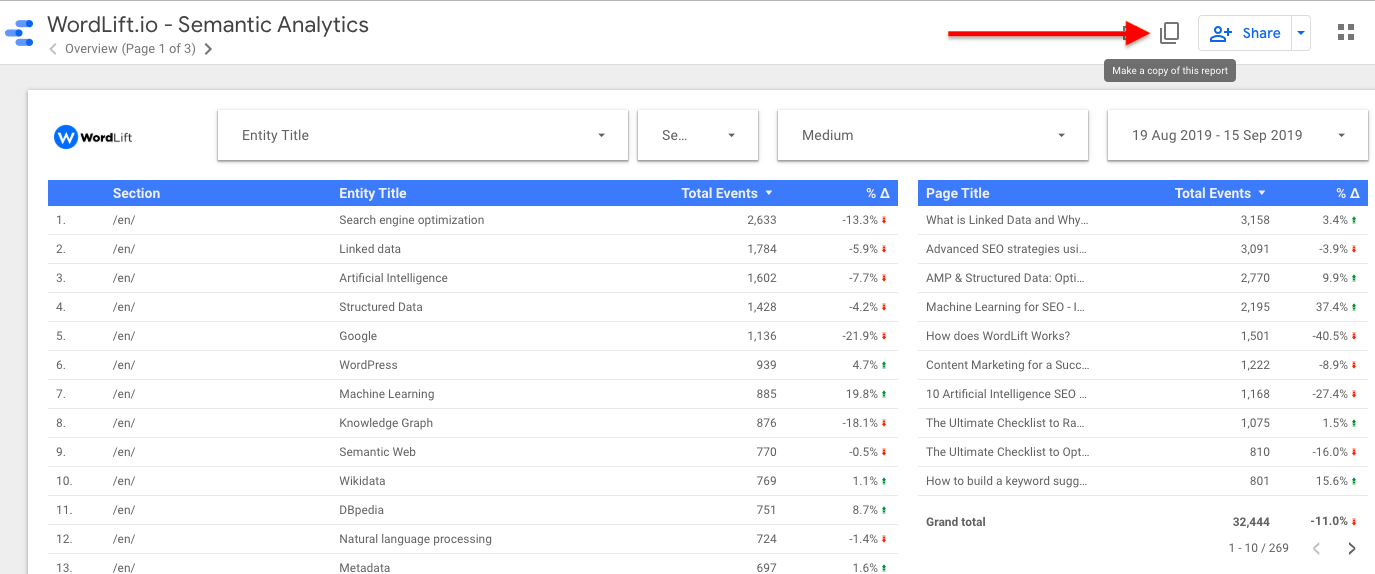 WordLift.io - Semantic Analytics
Overview (Page 1 of 3)
Share
Make a copy of this report
WordLift
Entity Title
Se...
Medium
19 Aug 2019 - 15 Sep 2019
Section Entity Title Total Events % Δ
1. /en/ Search engine optimization 2,633 -13.3%
2. /en/ Linked data 1,784 -5.9%
3. /en/ Artificial Intelligence 1,602 -7.7%
4. /en/ Structured Data 1,428 -4.2%
5. /en/ Google 1,136 -21.9%
6. /en/ WordPress 939 4.7%
7. /en/ Machine Learning 885 19.8%
8. /en/ Knowledge Graph 876 -18.1%
9. /en/ Semantic Web 770 -0.5%
10. /en/ Wikidata 769 1.1%
11. /en/ DBpedia 751 8.7%
12. /en/ Natural language processing 724 -1.4%
13. /en/ Metadata 697 1.6%
Page Title Total Events % Δ
What is Linked Data and Why... 3,158 3.4%
Advanced SEO strategies usi... 3,091 -3.9%
AMP & Structured Data: Opti... 2,770 9.9%
Machine Learning for SEO - I... 2,195 37.4%
How does WordLift Works? 1,501 -40.5%
Content Marketing for a Succ... 1,222 -8.9%
10 Artificial Intelligence SEO ... 1,168 -27.4%
The Ultimate Checklist to Ra... 1,075 1.5%
The Ultimate Checklist to Opt... 810 -16.0%
How to build a keyword sugg... 801 15.6%
Grand total 32,444 -11.0%
1 - 10 / 269